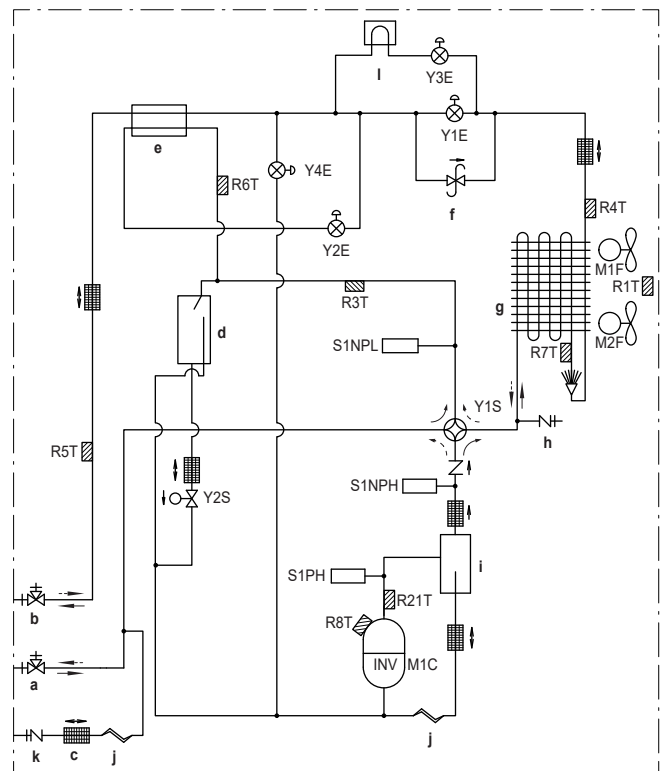 l
Y3E
Y1E
e
Y4E
f
R6T
R4T
Y2E
M1F
R1T
g
R3T
d
S1NPL
M2F
R7T
Y1S
h
R5T
S1NPH
Y2S
S1PH
i
R21T
R8T
b
INV
M1C
a
k
c
j
j